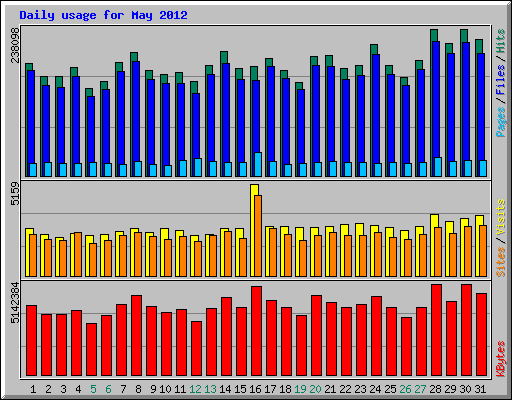 Daily usage for May 2012
238098
Pages / Files / Hits
5159
Sites / Visits
5142384
KBytes
1 2 3 4 5 6 7 8 9 10 11 12 13 14 15 16 17 18 19 20 21 22 23 24 25 26 27 28 29 30 31